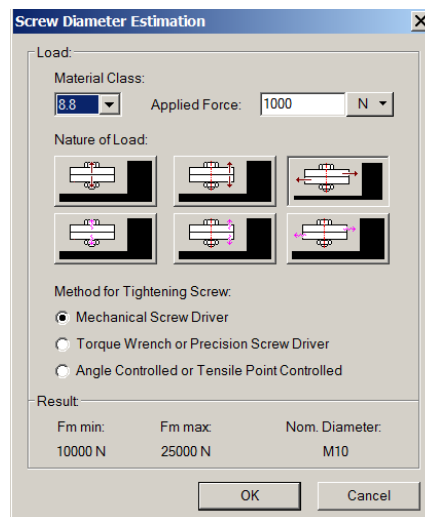 Screw Diameter Estimation
Load:
Material Class:
8.8 Applied Force: 1000 N
Nature of Load:
Method for Tightening Screw:
Mechanical Screw Driver
Torque Wrench or Precision Screw Driver
Angle Controlled or Tensile Point Controlled
Result:
Fm min: Fm max: Nom. Diameter:
10000 N 25000 N M10
OK Cancel